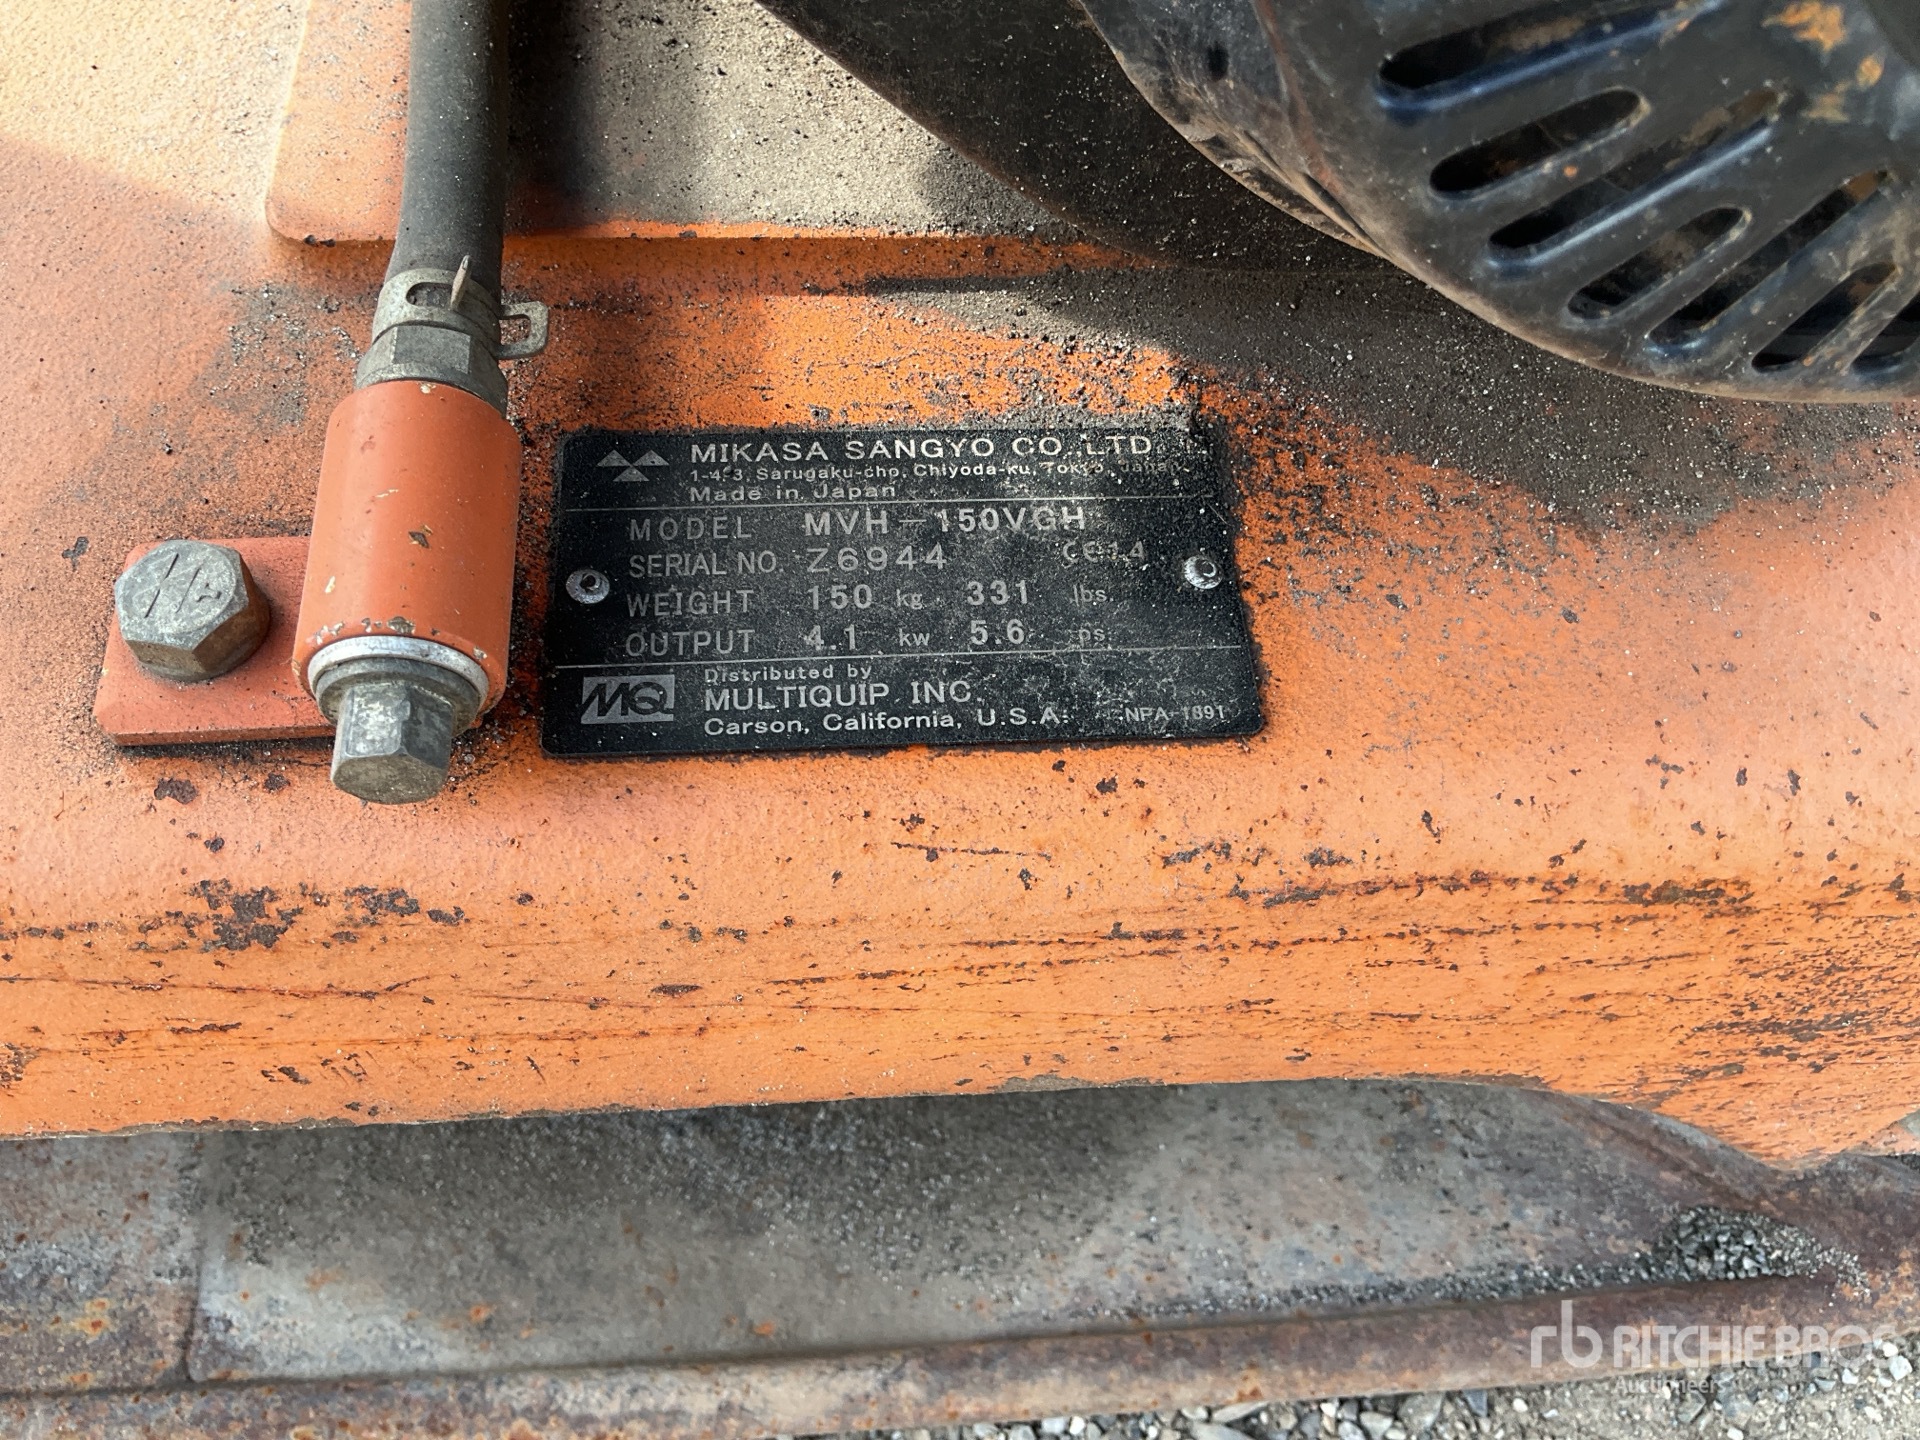 MIKASA SANGYO CO.,LTD.
1-4-3, Sarugaku-cho, Chiyoda-ku, Tokyo, Japan
Made in Japan
MODEL MVH-150VGH
SERIAL NO. Z6944 CE14
WEIGHT 150 kg 331 lbs.
OUTPUT 4.1 kw 5.6 ps.
MQ
Distributed by
MULTIQUIP INC.
Carson, California, U.S.A. NPA-1891
rb RITCHIE BROS
Auctioneers